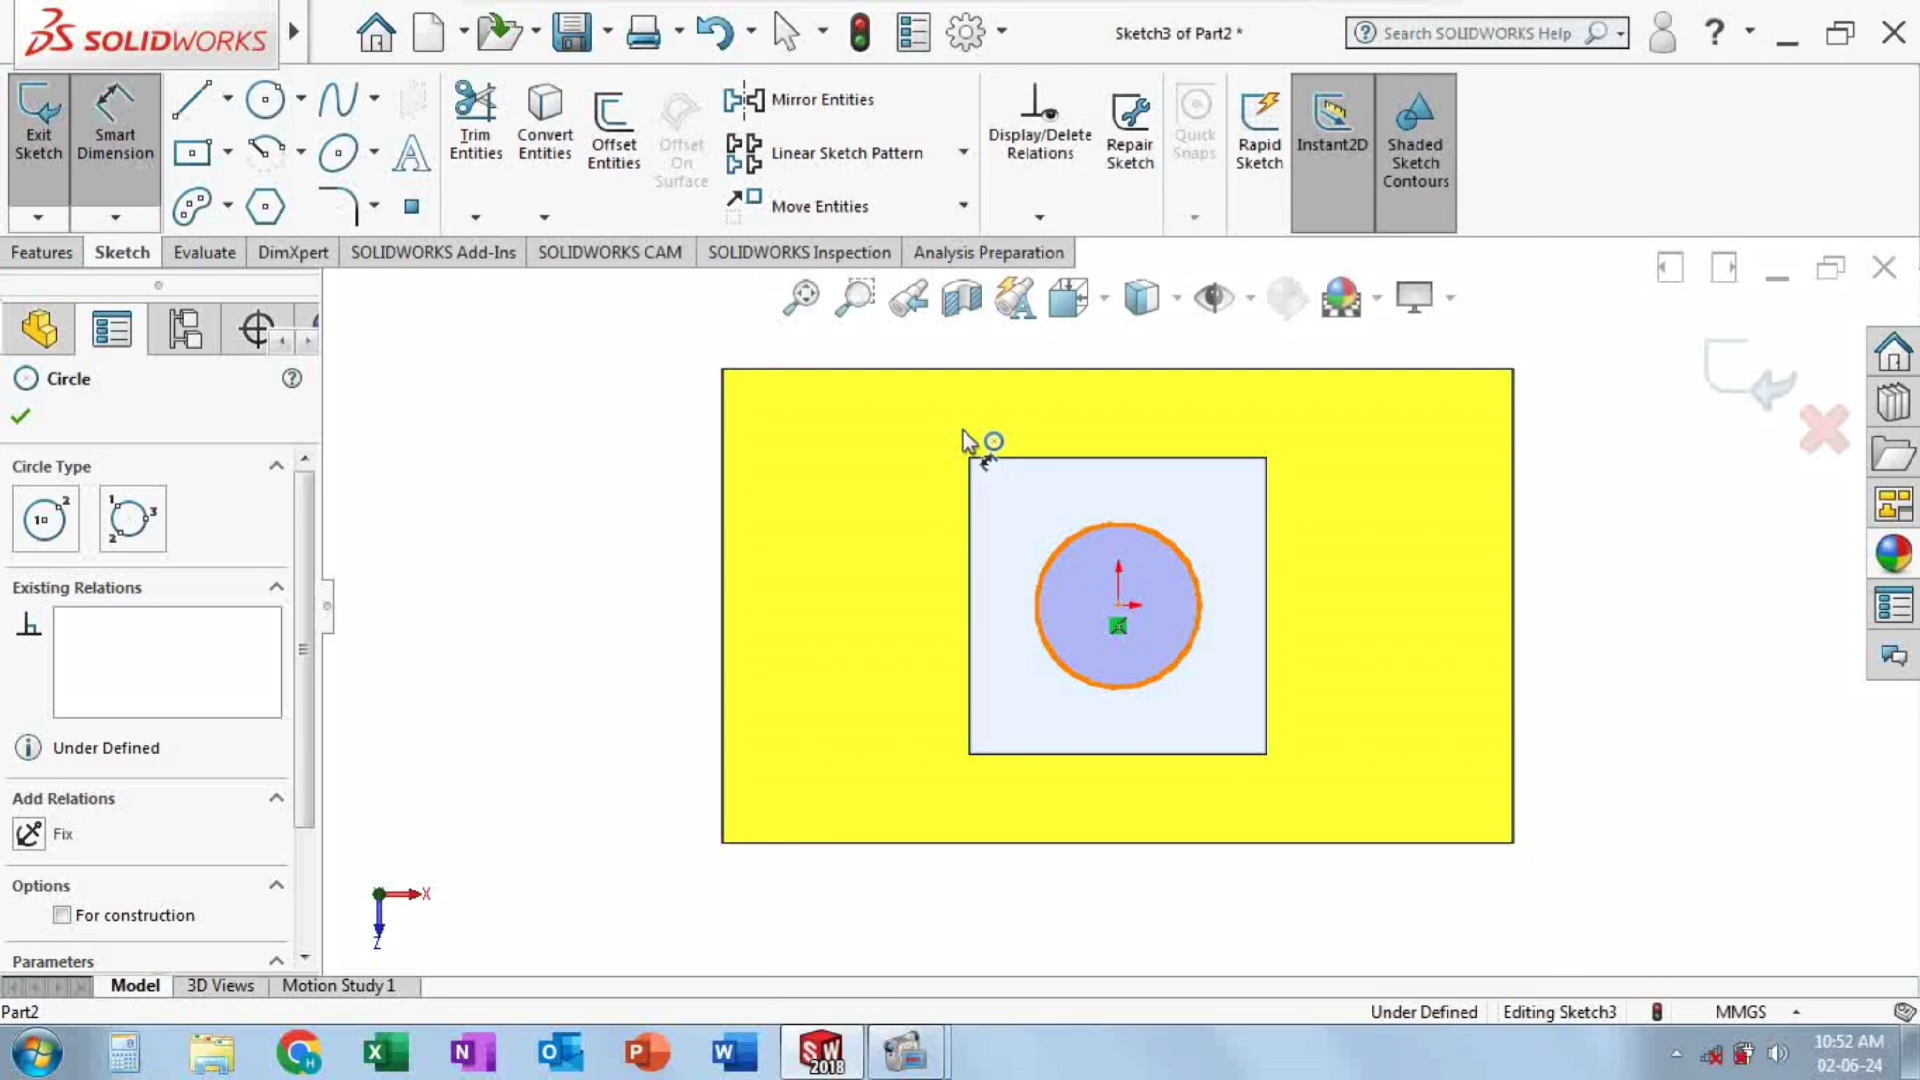 SOLIDWORKS
Sketch3 of Part2 *
Search SOLIDWORKS Help
Exit Sketch
Smart Dimension
Trim Entities
Convert Entities
Offset Entities
Offset On Surface
Mirror Entities
Linear Sketch Pattern
Move Entities
Display/Delete Relations
Repair Sketch
Quick Snaps
Rapid Sketch
Instant2D
Shaded Sketch Contours
Features
Sketch
Evaluate
DimXpert
SOLIDWORKS Add-Ins
SOLIDWORKS CAM
SOLIDWORKS Inspection
Analysis Preparation
Circle
Circle Type
Existing Relations
Under Defined
Add Relations
Fix
Options
For construction
Parameters
X
Z
Model
3D Views
Motion Study 1
Part2
Under Defined
Editing Sketch3
MMGS
SW 2018
10:52 AM
02-06-24